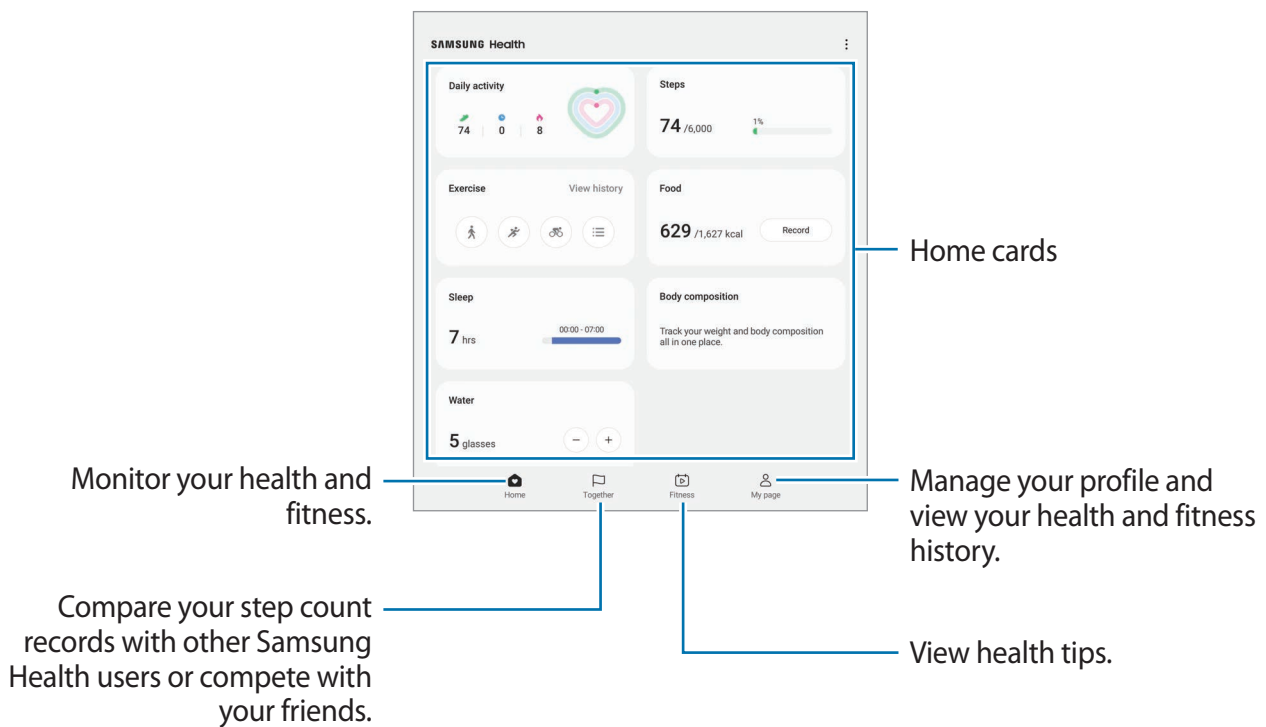 SAMSUNG Health
Daily activity
74 0 8
Steps
74 /6,000
1%
Exercise View history
Food
629 /1,627 kcal
Record
Sleep
7 hrs
00:00 - 07:00
Body composition
Track your weight and body composition
all in one place.
Water
5 glasses
Home
Together
Fitness
My page
Home cards
Monitor your health and
fitness.
Manage your profile and
view your health and fitness
history.
Compare your step count
records with other Samsung
Health users or compete with
your friends.
View health tips.